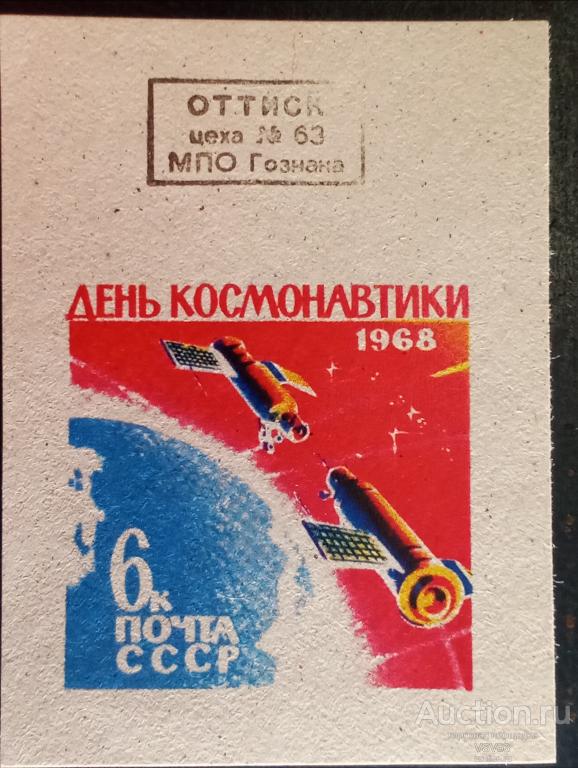 ОТТИСК
цеха № 63
МПО Гознака
ДЕНЬ КОСМОНАВТИКИ
1968
6к
ПОЧТА
СССР
Auction.ru